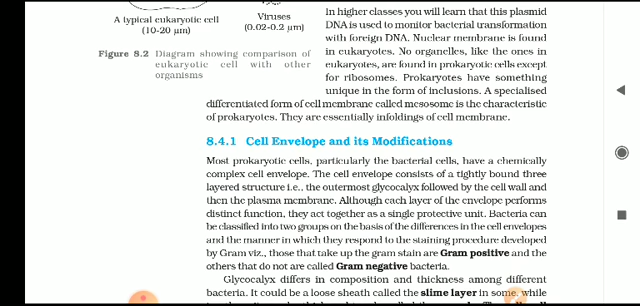 In higher classes you will learn that this plasmid
DNA is used to monitor bacterial transformation
with foreign DNA. Nuclear membrane is found
in eukaryotes. No organelles, like the ones in
eukaryotes, are found in prokaryotic cells except
for ribosomes. Prokaryotes have something
unique in the form of inclusions. A specialised
differentiated form of cell membrane called mesosome is the characteristic
of prokaryotes. They are essentially infoldings of cell membrane.
A typical eukaryotic cell
(10-20 µm)
Viruses
(0.02-0.2 µm)
Figure 8.2 Diagram showing comparison of
eukaryotic cell with other
organisms
8.4.1 Cell Envelope and its Modifications
Most prokaryotic cells, particularly the bacterial cells, have a chemically
complex cell envelope. The cell envelope consists of a tightly bound three
layered structure i.e., the outermost glycocalyx followed by the cell wall and
then the plasma membrane. Although each layer of the envelope performs
distinct function, they act together as a single protective unit. Bacteria can
be classified into two groups on the basis of the differences in the cell envelopes
and the manner in which they respond to the staining procedure developed
by Gram viz., those that take up the gram stain are Gram positive and the
others that do not are called Gram negative bacteria.
Glycocalyx differs in composition and thickness among different
bacteria. It could be a loose sheath called the slime layer in some, while